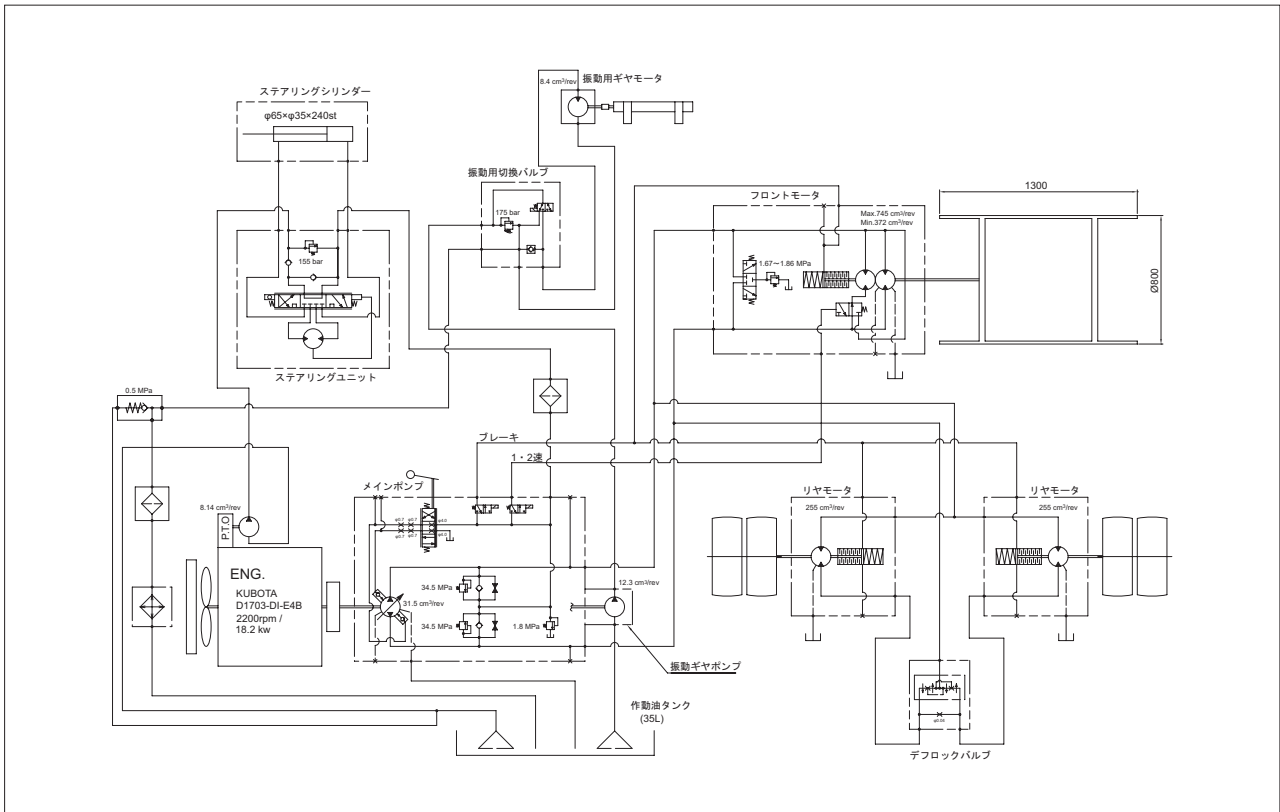 8.4 cm³/rev
振動用ギヤモータ
ステアリングシリンダー
φ65×φ35×240st
振動用切換バルブ
175 bar
フロントモータ
Max.745 cm³/rev
Min.372 cm³/rev
1.67～1.86 MPa
1300
Ø800
155 bar
ステアリングユニット
0.5 MPa
ブレーキ
1・2速
メインポンプ
φ0.7
φ0.7
φ0.7
φ0.7
8.14 cm³/rev
P.T.O
ENG.
KUBOTA
D1703-DI-E4B
2200rpm /
18.2 kw
31.5 cm³/rev
34.5 MPa
34.5 MPa
1.8 MPa
12.3 cm³/rev
振動ギヤポンプ
作動油タンク
(35L)
リヤモータ
255 cm³/rev
リヤモータ
255 cm³/rev
デフロックバルブ